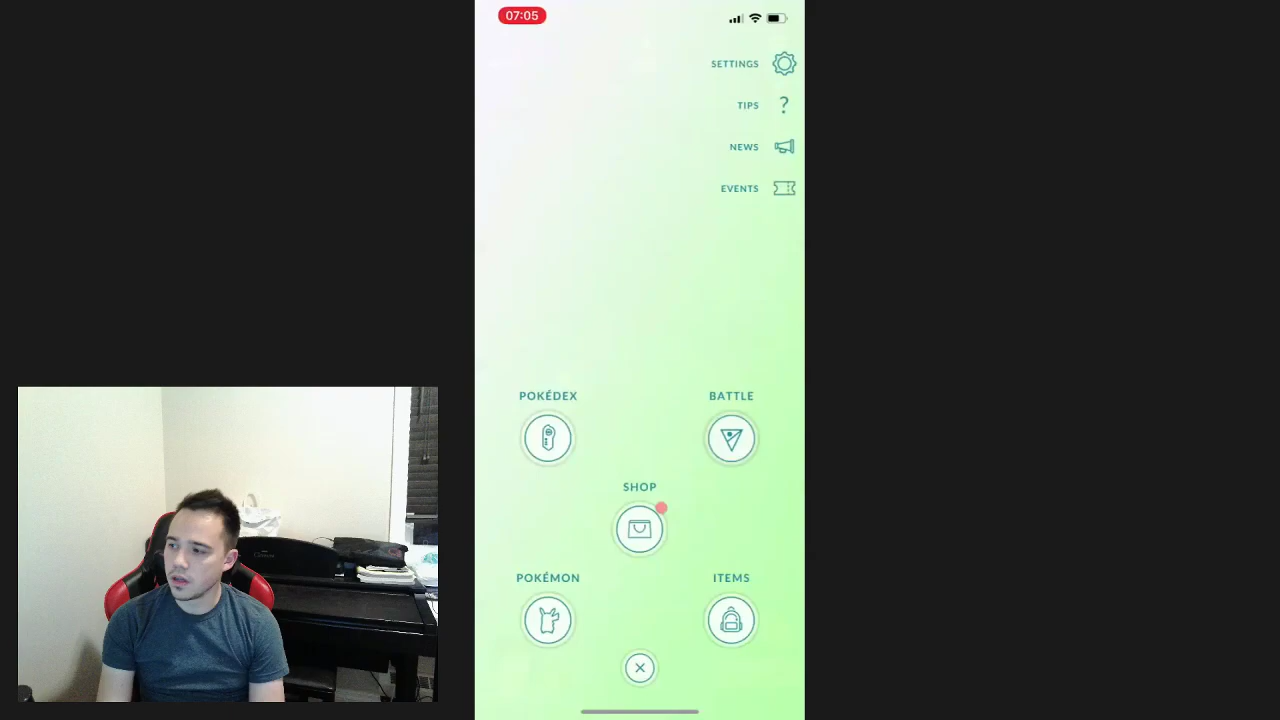 07:05
SETTINGS
TIPS
?
NEWS
EVENTS
POKÉDEX
BATTLE
SHOP
POKÉMON
ITEMS